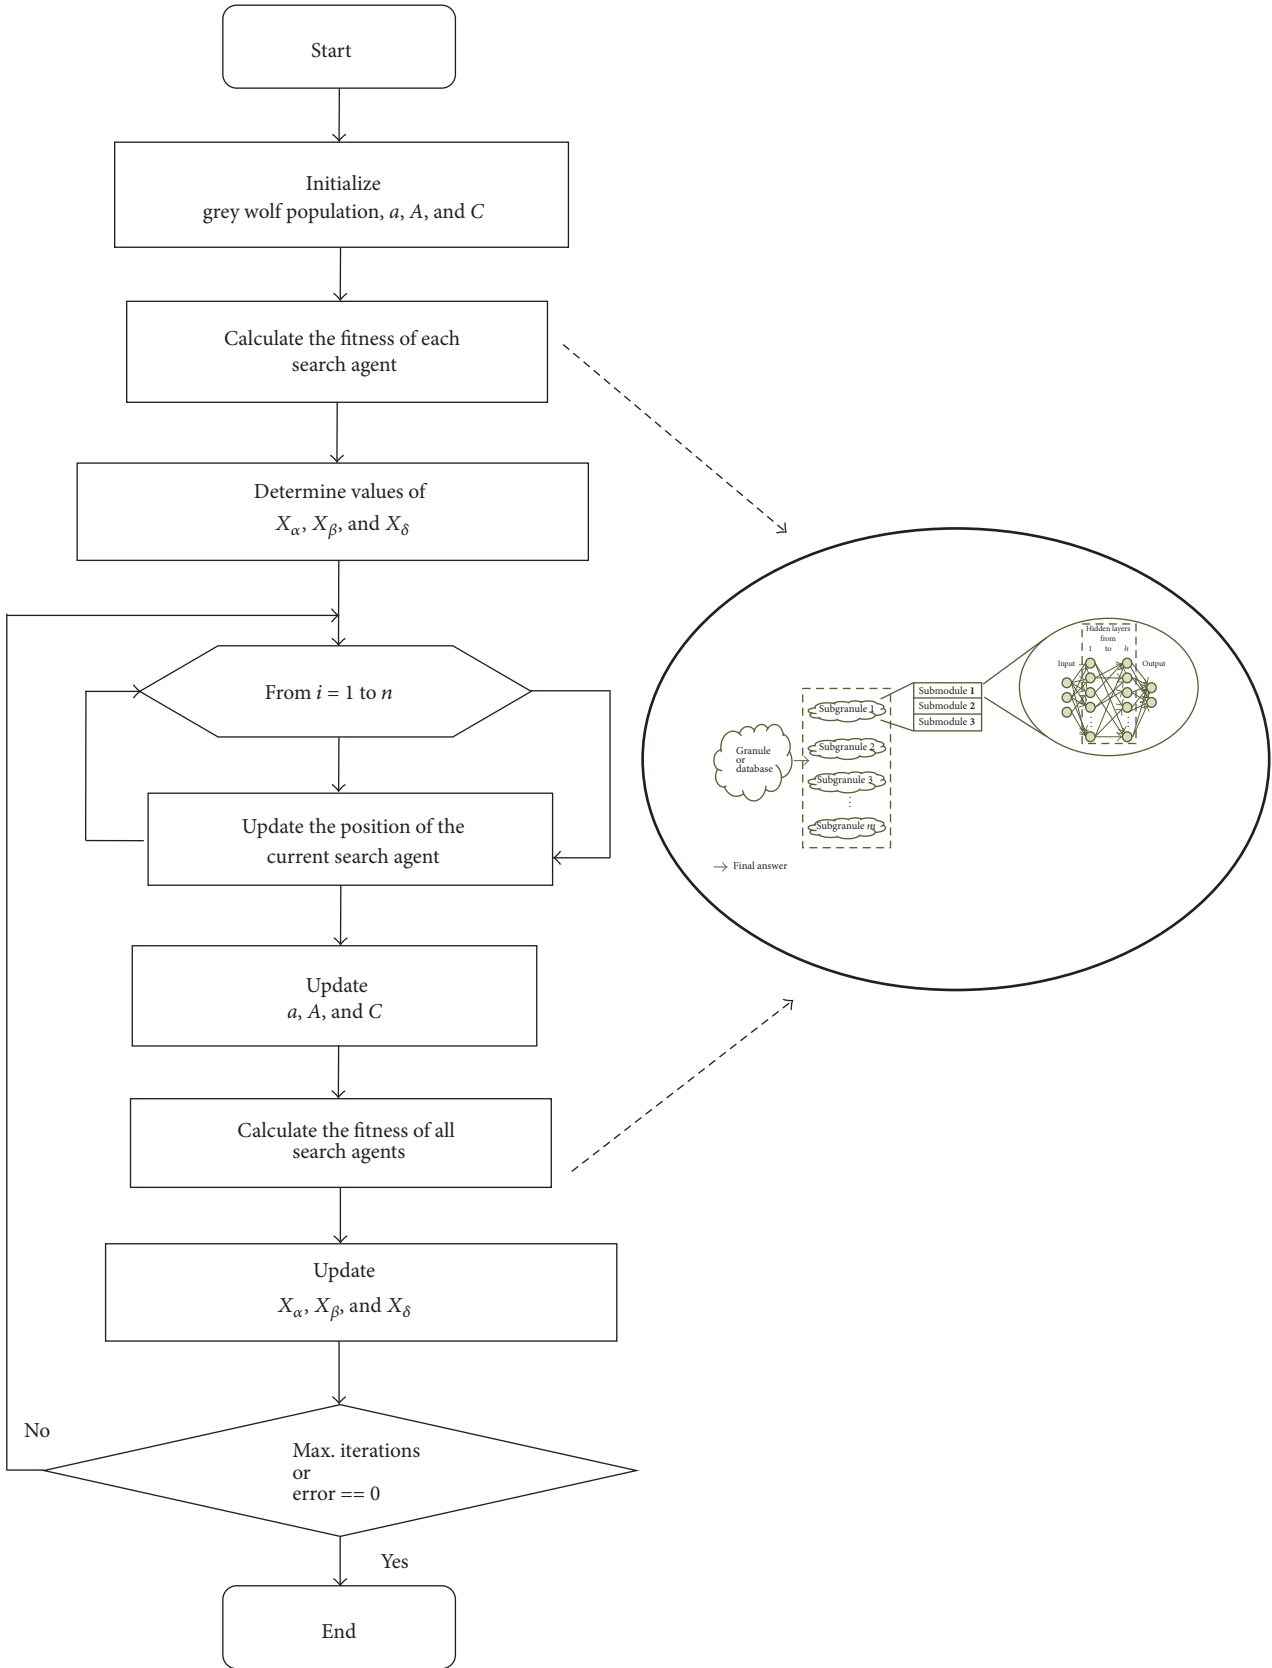 Start
Initialize
grey wolf population, a, A, and C
Calculate the fitness of each
search agent
Determine values of
Xα, Xβ, and Xδ
From i = 1 to n
Update the position of the
current search agent
Update
a, A, and C
Calculate the fitness of all
search agents
Update
Xα, Xβ, and Xδ
No
Max. iterations
or
error == 0
Yes
End
Granule
or
database
Subgranule 1
Subgranule 2
Subgranule 3
⋮
Subgranule m
Submodule 1
Submodule 2
Submodule 3
Hidden layers
from
1 to h
Input
Output
Final answer